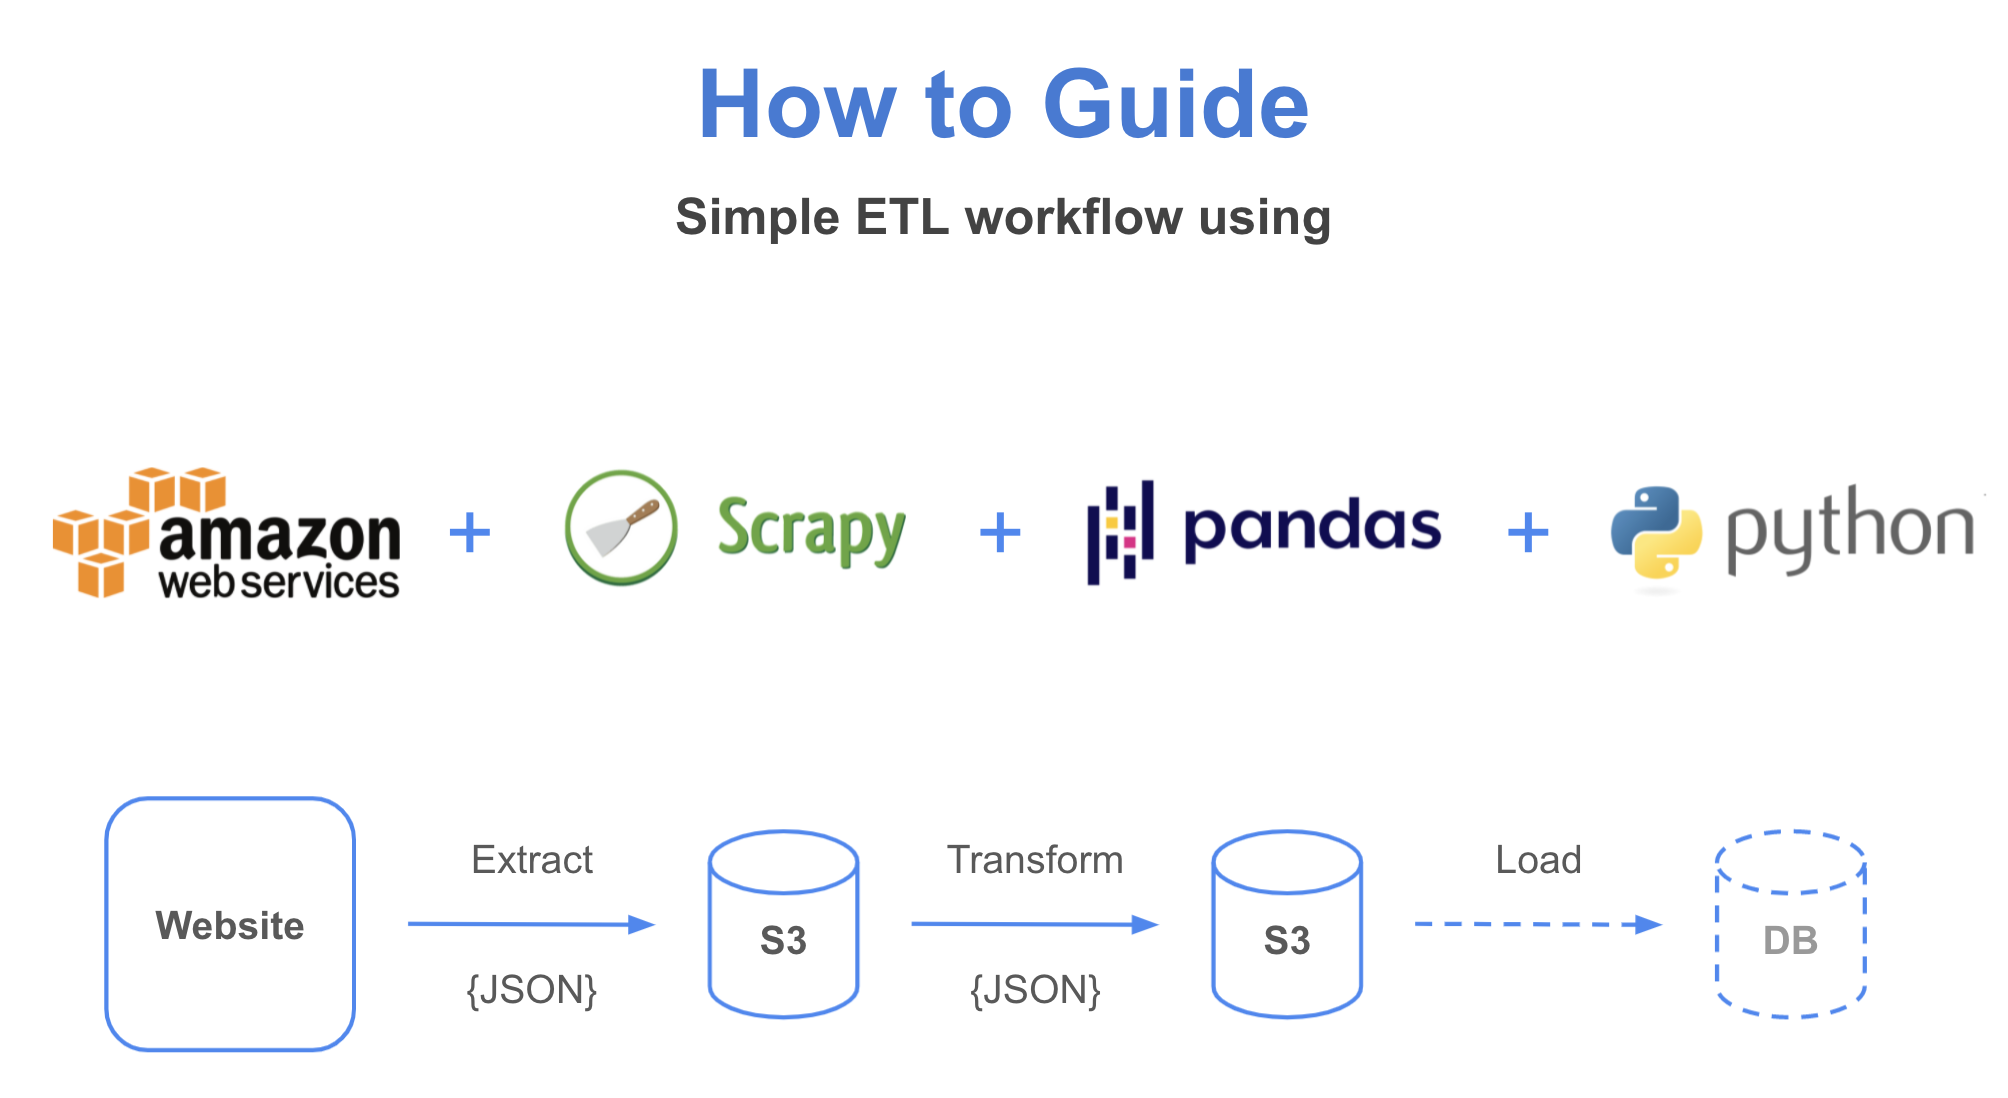 How to Guide
Simple ETL workflow using
amazon
web services
+
Scrapy
+
pandas
+
python
Website
Extract
{JSON}
S3
Transform
{JSON}
S3
Load
DB